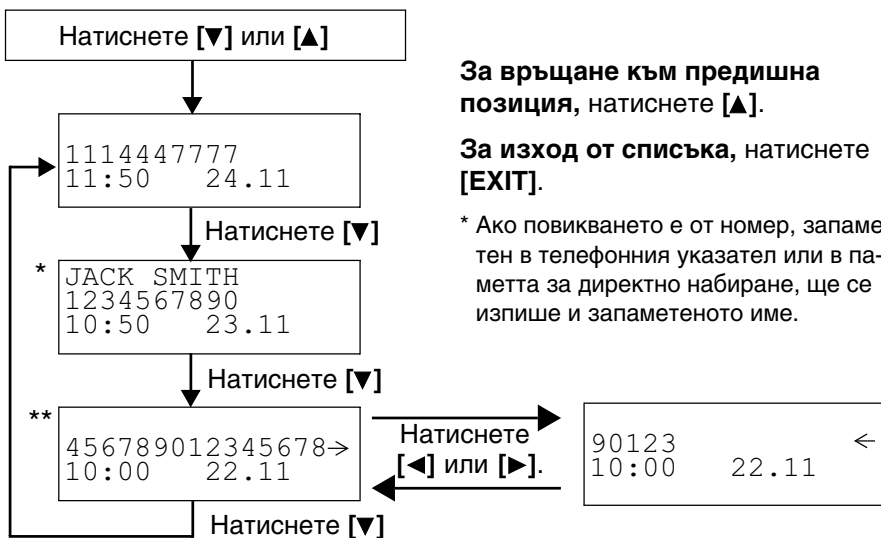 Натиснете [▼] или [▲]
1114447777
11:50 24.11
Натиснете [▼]
*
JACK SMITH
1234567890
10:50 23.11
Натиснете [▼]
**
456789012345678→
10:00 22.11
Натиснете [▼]
Натиснете
[◀] или [▶].
90123 ←
10:00 22.11
За връщане към предишна
позиция, натиснете [▲].
За изход от списъка, натиснете
[EXIT].
* Ако повикването е от номер, запаме
тен в телефонния указател или в па-
метта за директно набиране, ще се
изпише и запаметеното име.